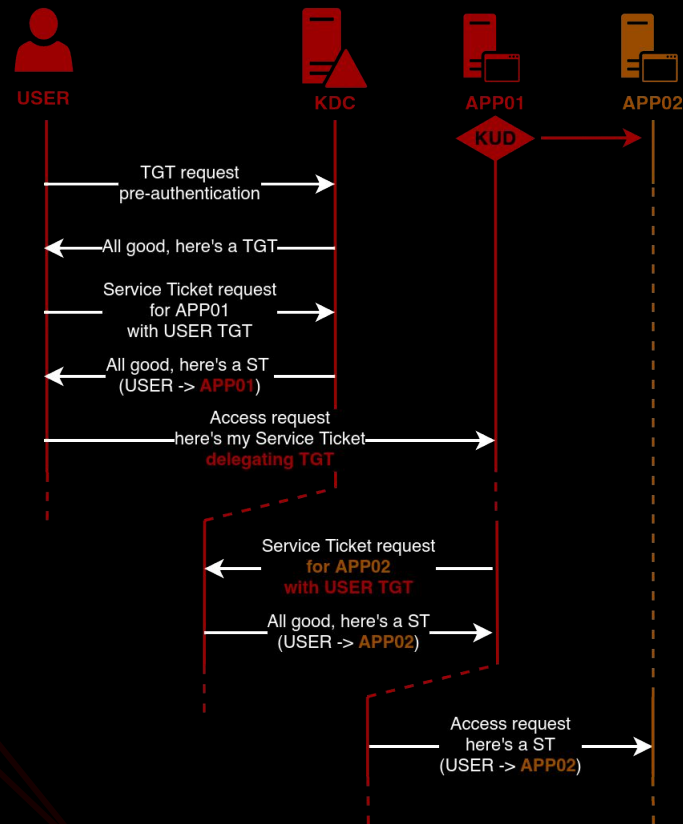 USER
KDC
APP01
APP02
KUD
TGT request
pre-authentication
All good, here's a TGT
Service Ticket request
for APP01
with USER TGT
All good, here's a ST
(USER -> APP01)
Access request
here's my Service Ticket
delegating TGT
Service Ticket request
for APP02
with USER TGT
All good, here's a ST
(USER -> APP02)
Access request
here's a ST
(USER -> APP02)